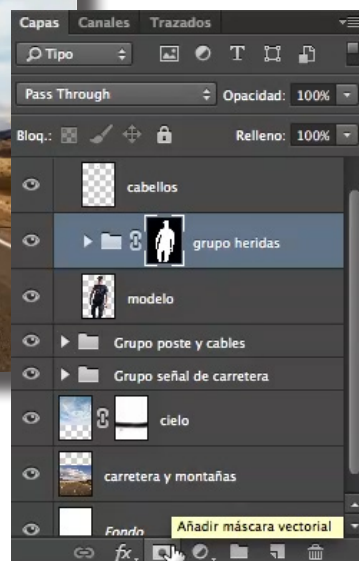 Capas Canales Trazados
Tipo T
Pass Through Opacidad: 100%
Bloq.: Relleno: 100%
cabellos
grupo heridas
modelo
Grupo poste y cables
Grupo señal de carretera
cielo
carretera y montañas
Fondo Añadir máscara vectorial
fx